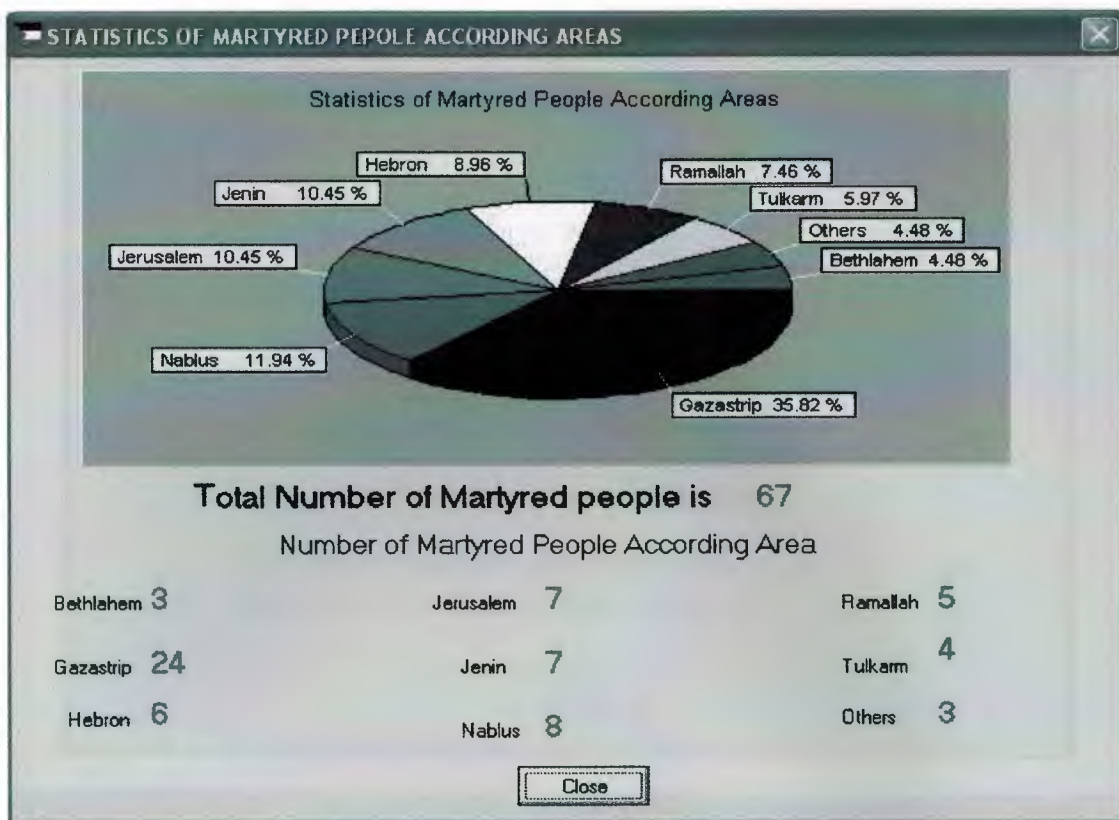 STATISTICS OF MARTYRED PEPOLE ACCORDING AREAS
Statistics of Martyred People According Areas
Hebron 8.96 %
Ramallah 7.46 %
Jenin 10.45 %
Tulkarm 5.97 %
Others 4.48 %
Jerusalem 10.45 %
Bethlahem 4.48 %
Nablus 11.94 %
Gazastrip 35.82 %
Total Number of Martyred people is 67
Number of Martyred People According Area
Bethlahem 3 Jerusalem 7 Ramallah 5
Gazastrip 24 Jenin 7 Tulkarm 4
Hebron 6 Nablus 8 Others 3
Close